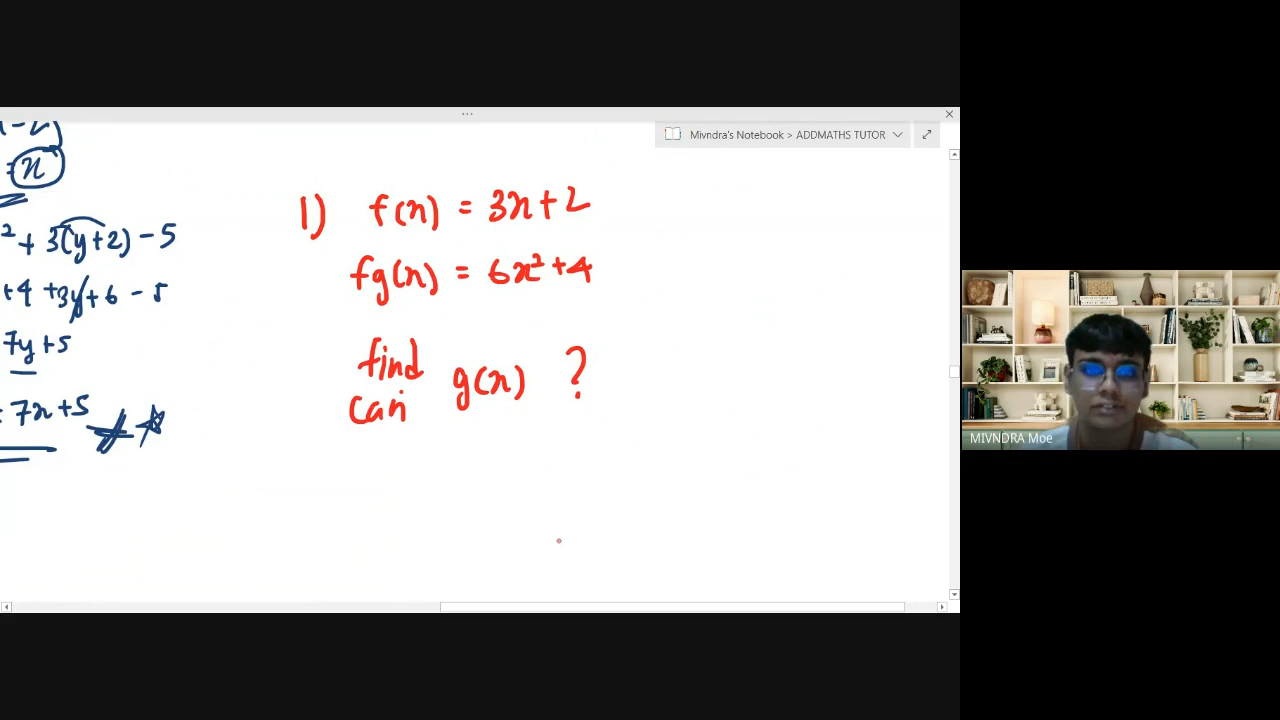 Mivndra's Notebook > ADDMATHS TUTOR
= x
² + 3(y+2) - 5
+4 +3y+6 - 5
7y +5
= 7x+5
1) f(x) = 3x+2
fg(x) = 6x²+4
find
can g(x) ?
MIVNDRA Moe